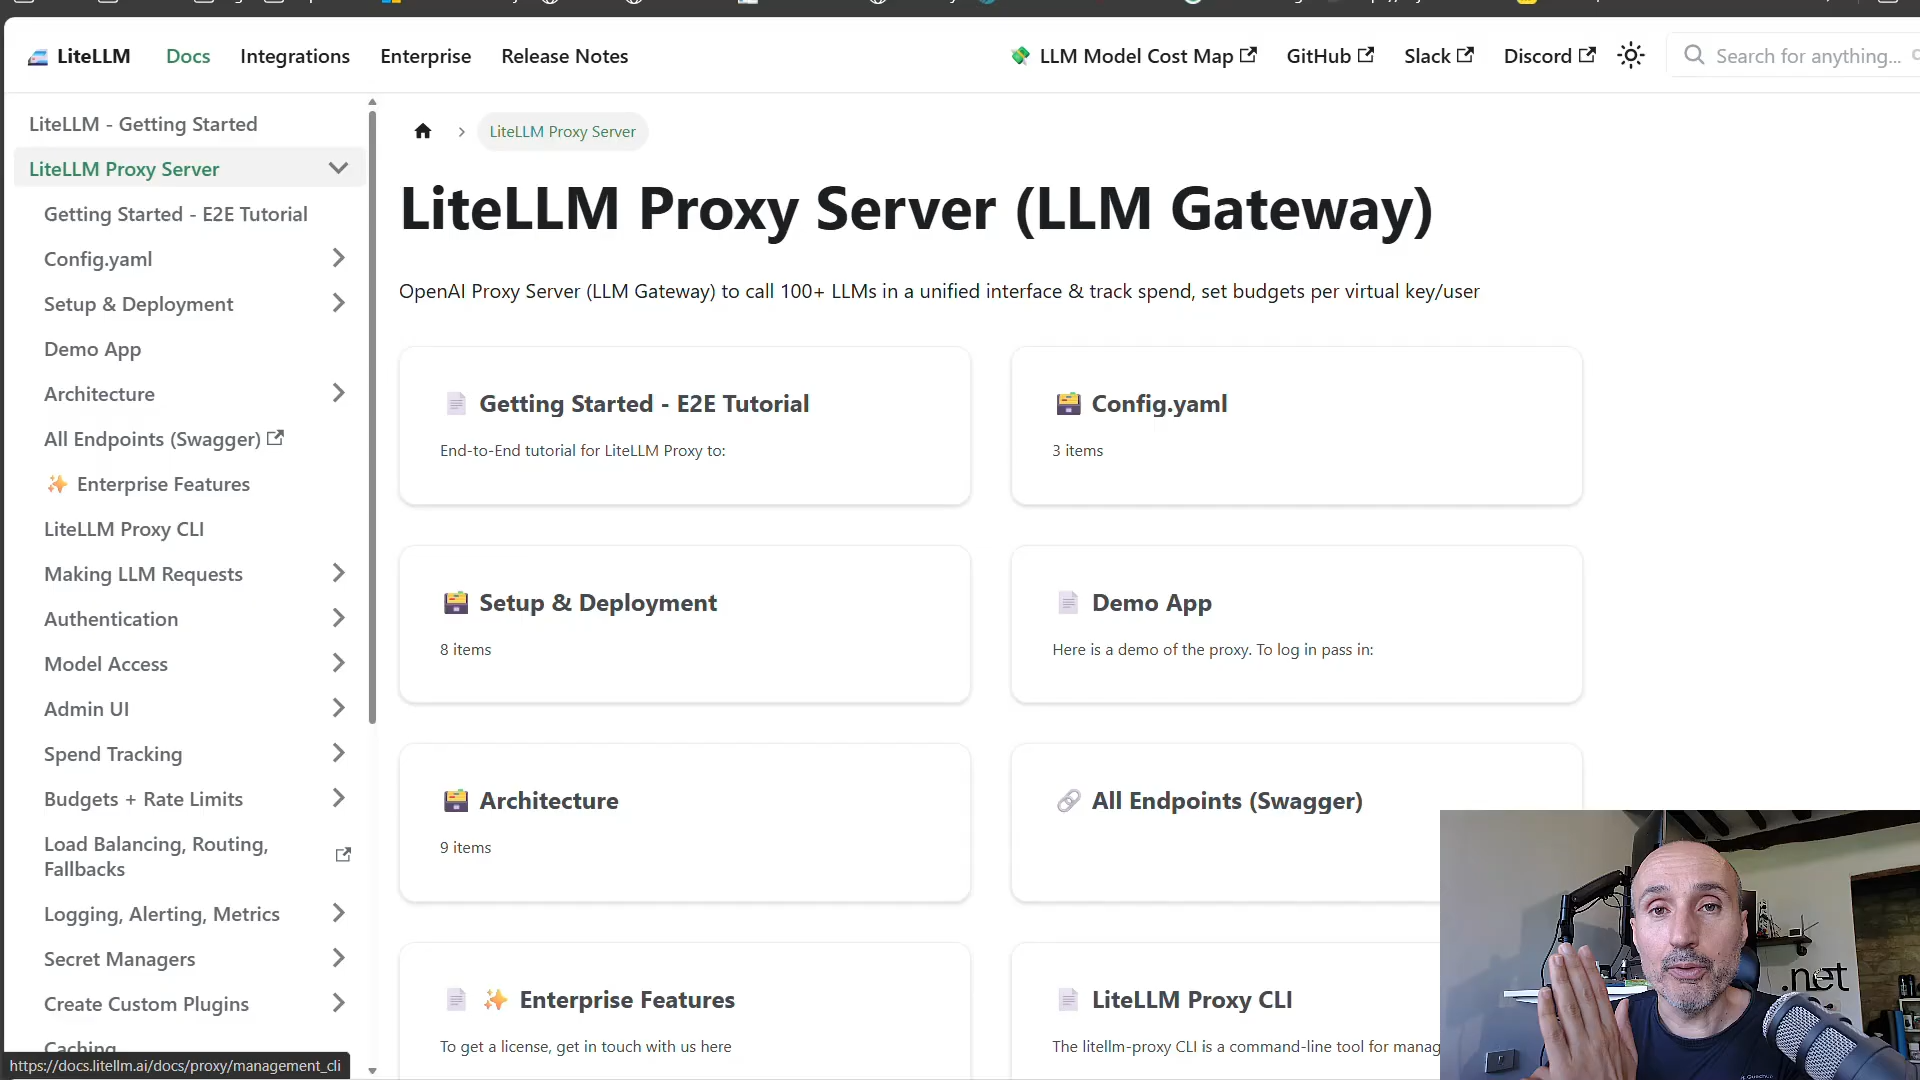 LiteLLM
Docs
Integrations
Enterprise
Release Notes
LLM Model Cost Map
GitHub
Slack
Discord
Search for anything...
LiteLLM - Getting Started
LiteLLM Proxy Server
Getting Started - E2E Tutorial
Config.yaml
Setup & Deployment
Demo App
Architecture
All Endpoints (Swagger)
Enterprise Features
LiteLLM Proxy CLI
Making LLM Requests
Authentication
Model Access
Admin UI
Spend Tracking
Budgets + Rate Limits
Load Balancing, Routing,
Fallbacks
Logging, Alerting, Metrics
Secret Managers
Create Custom Plugins
Caching
https://docs.litellm.ai/docs/proxy/management_cli
LiteLLM Proxy Server
LiteLLM Proxy Server (LLM Gateway)
OpenAI Proxy Server (LLM Gateway) to call 100+ LLMs in a unified interface & track spend, set budgets per virtual key/user
Getting Started - E2E Tutorial
End-to-End tutorial for LiteLLM Proxy to:
Config.yaml
3 items
Setup & Deployment
8 items
Demo App
Here is a demo of the proxy. To log in pass in:
Architecture
9 items
All Endpoints (Swagger)
Enterprise Features
To get a license, get in touch with us here
LiteLLM Proxy CLI
The litellm-proxy CLI is a command-line tool for manag
.net